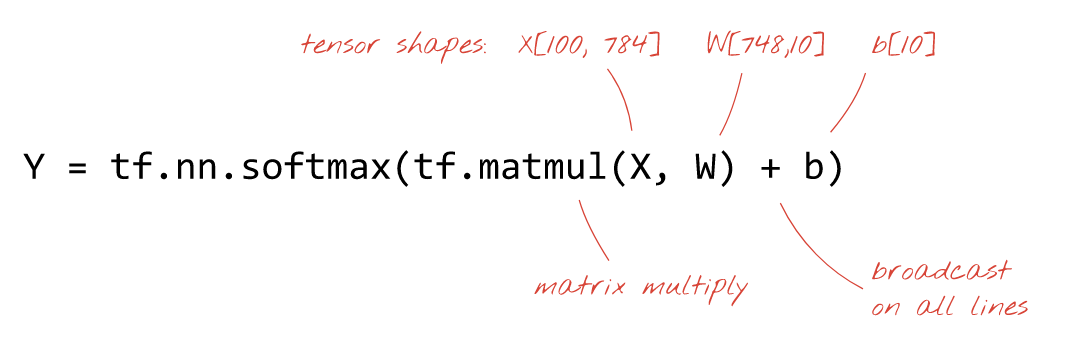 tensor shapes: X[100, 784] W[748,10] b[10]
Y = tf.nn.softmax(tf.matmul(X, W) + b)
matrix multiply
broadcast
on all lines